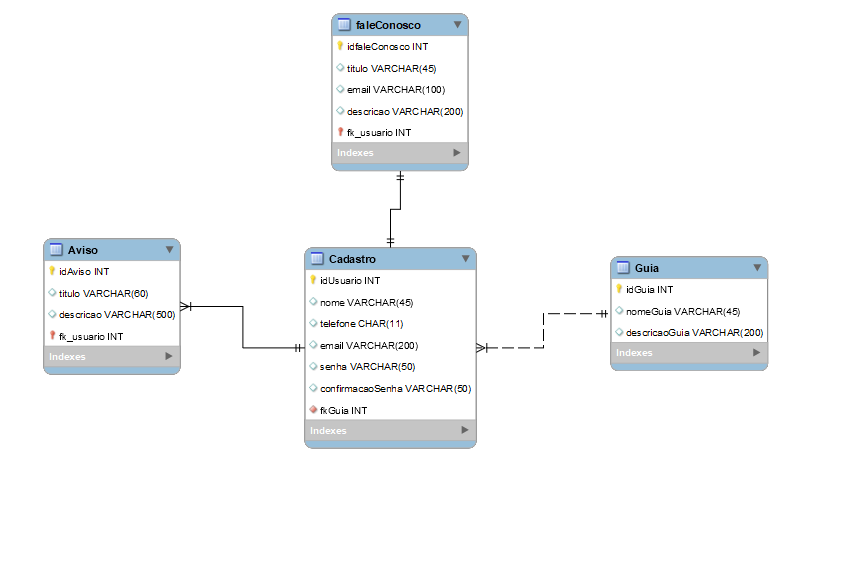 faleConosco
idfaleConosco INT
titulo VARCHAR(45)
email VARCHAR(100)
descricao VARCHAR(200)
fk_usuario INT
Indexes
Aviso
idAviso INT
titulo VARCHAR(60)
descricao VARCHAR(500)
fk_usuario INT
Indexes
Cadastro
idUsuario INT
nome VARCHAR(45)
telefone CHAR(11)
email VARCHAR(200)
senha VARCHAR(50)
confirmacaoSenha VARCHAR(50)
fkGuia INT
Indexes
Guia
idGuia INT
nomeGuia VARCHAR(45)
descricaoGuia VARCHAR(200)
Indexes